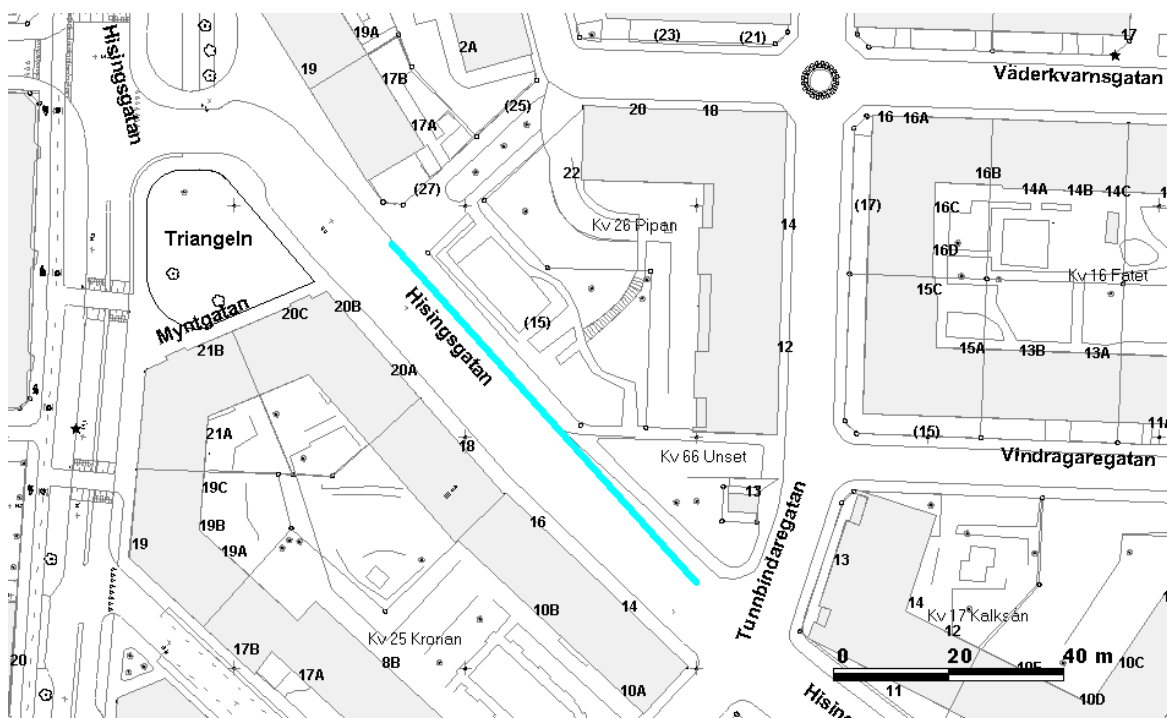 Hisingsgatan
19A
2A
(23)
(21)
17
19
17B
Väderkvarnsgatan
17A
(25)
20
18
16
16A
(27)
22
16B
14A
14B
14C
Triangeln
Kv 26 Pipan
14
(17)
16C
16D
Kv 16 Fatet
15C
Myntgatan
20C
20B
Hisingsgatan
(15)
21B
12
15A
13B
13A
20A
21A
18
(15)
11A
Kv 66 Unset
Vindragaregatan
19C
13
19B
16
19
19A
13
Tunnbindaregatan
10B
14
14
Kv 17 Kalksån
12
Kv 25 Kronan
20
17B
8B
0
20
40 m
17A
10A
11
10E
10C
10D